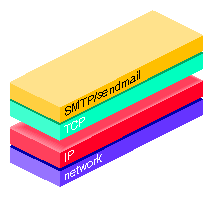 SMTP/sendmail
TCP
IP
network